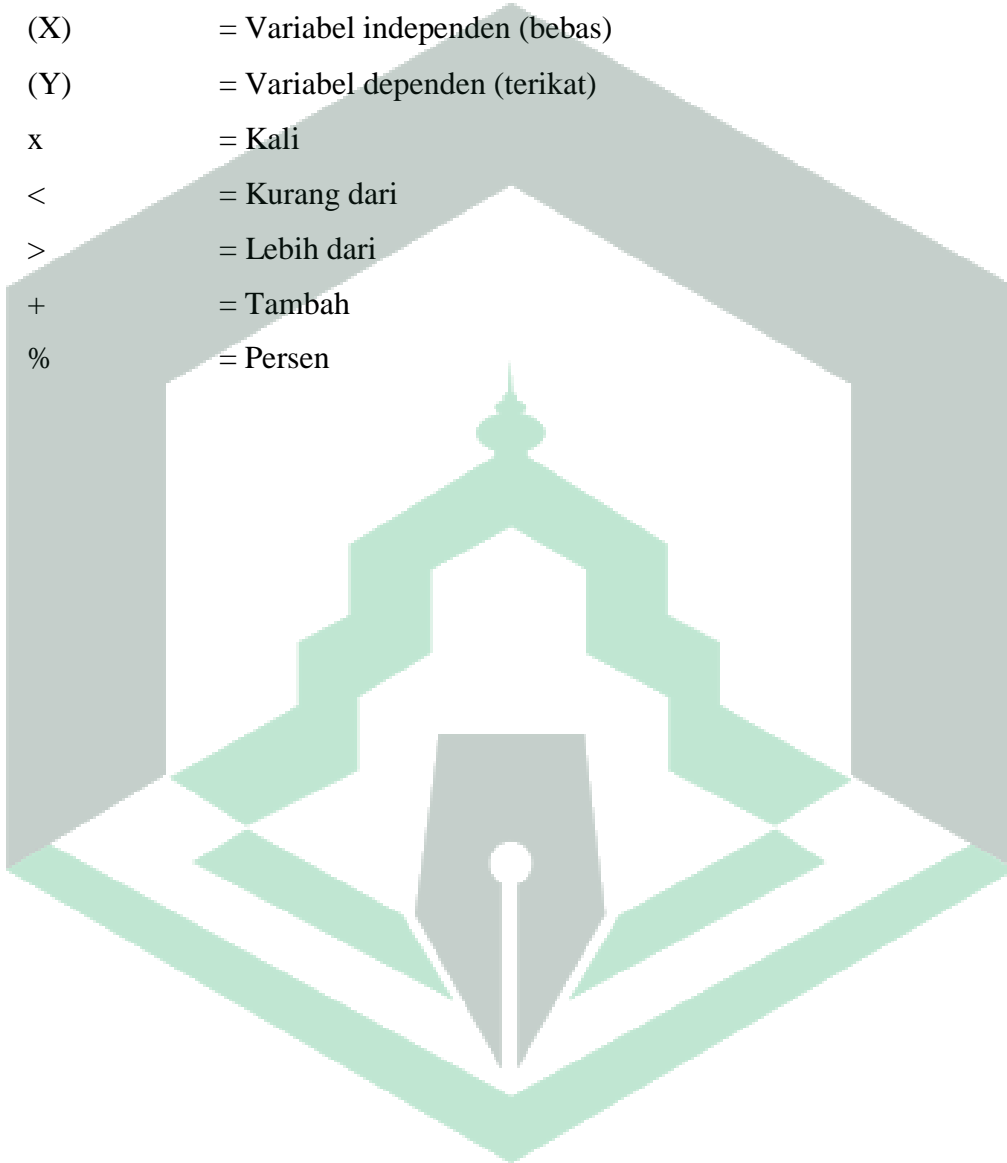 (X) = Variabel independen (bebas)
(Y) = Variabel dependen (terikat)
x = Kali
< = Kurang dari
> = Lebih dari
+ = Tambah
% = Persen